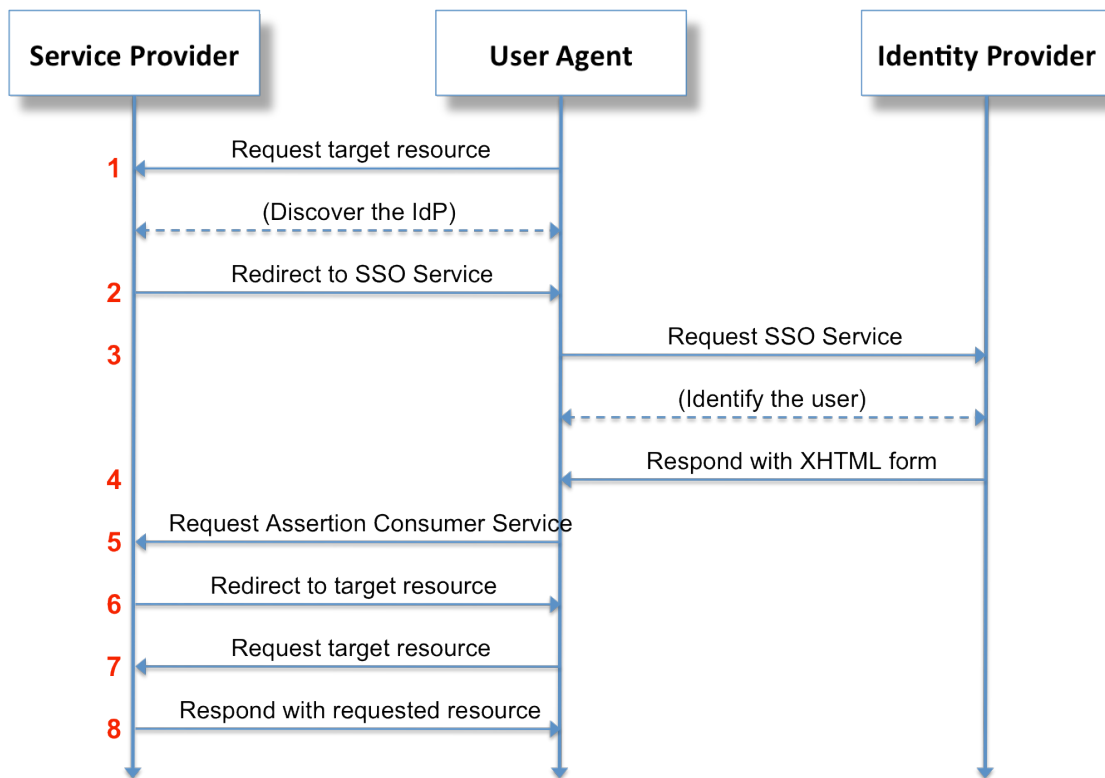 Service Provider
User Agent
Identity Provider
1
Request target resource
(Discover the IdP)
2
Redirect to SSO Service
3
Request SSO Service
(Identify the user)
4
Respond with XHTML form
5
Request Assertion Consumer Service
6
Redirect to target resource
7
Request target resource
8
Respond with requested resource